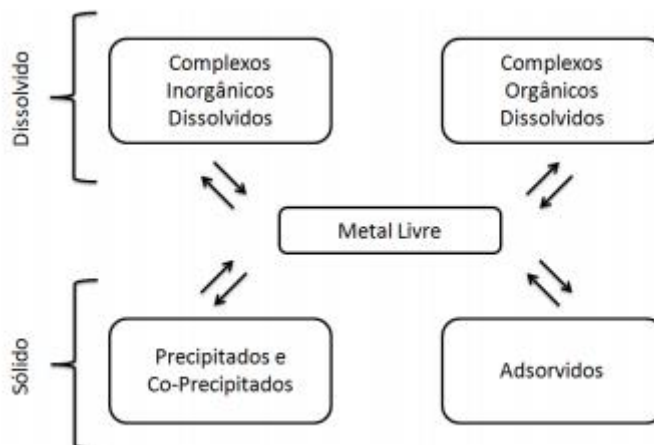 Dissolvido
Complexos
Inorgânicos
Dissolvidos
Complexos
Orgânicos
Dissolvidos
Metal Livre
Sólido
Precipitados e
Co-Precipitados
Adsorvidos